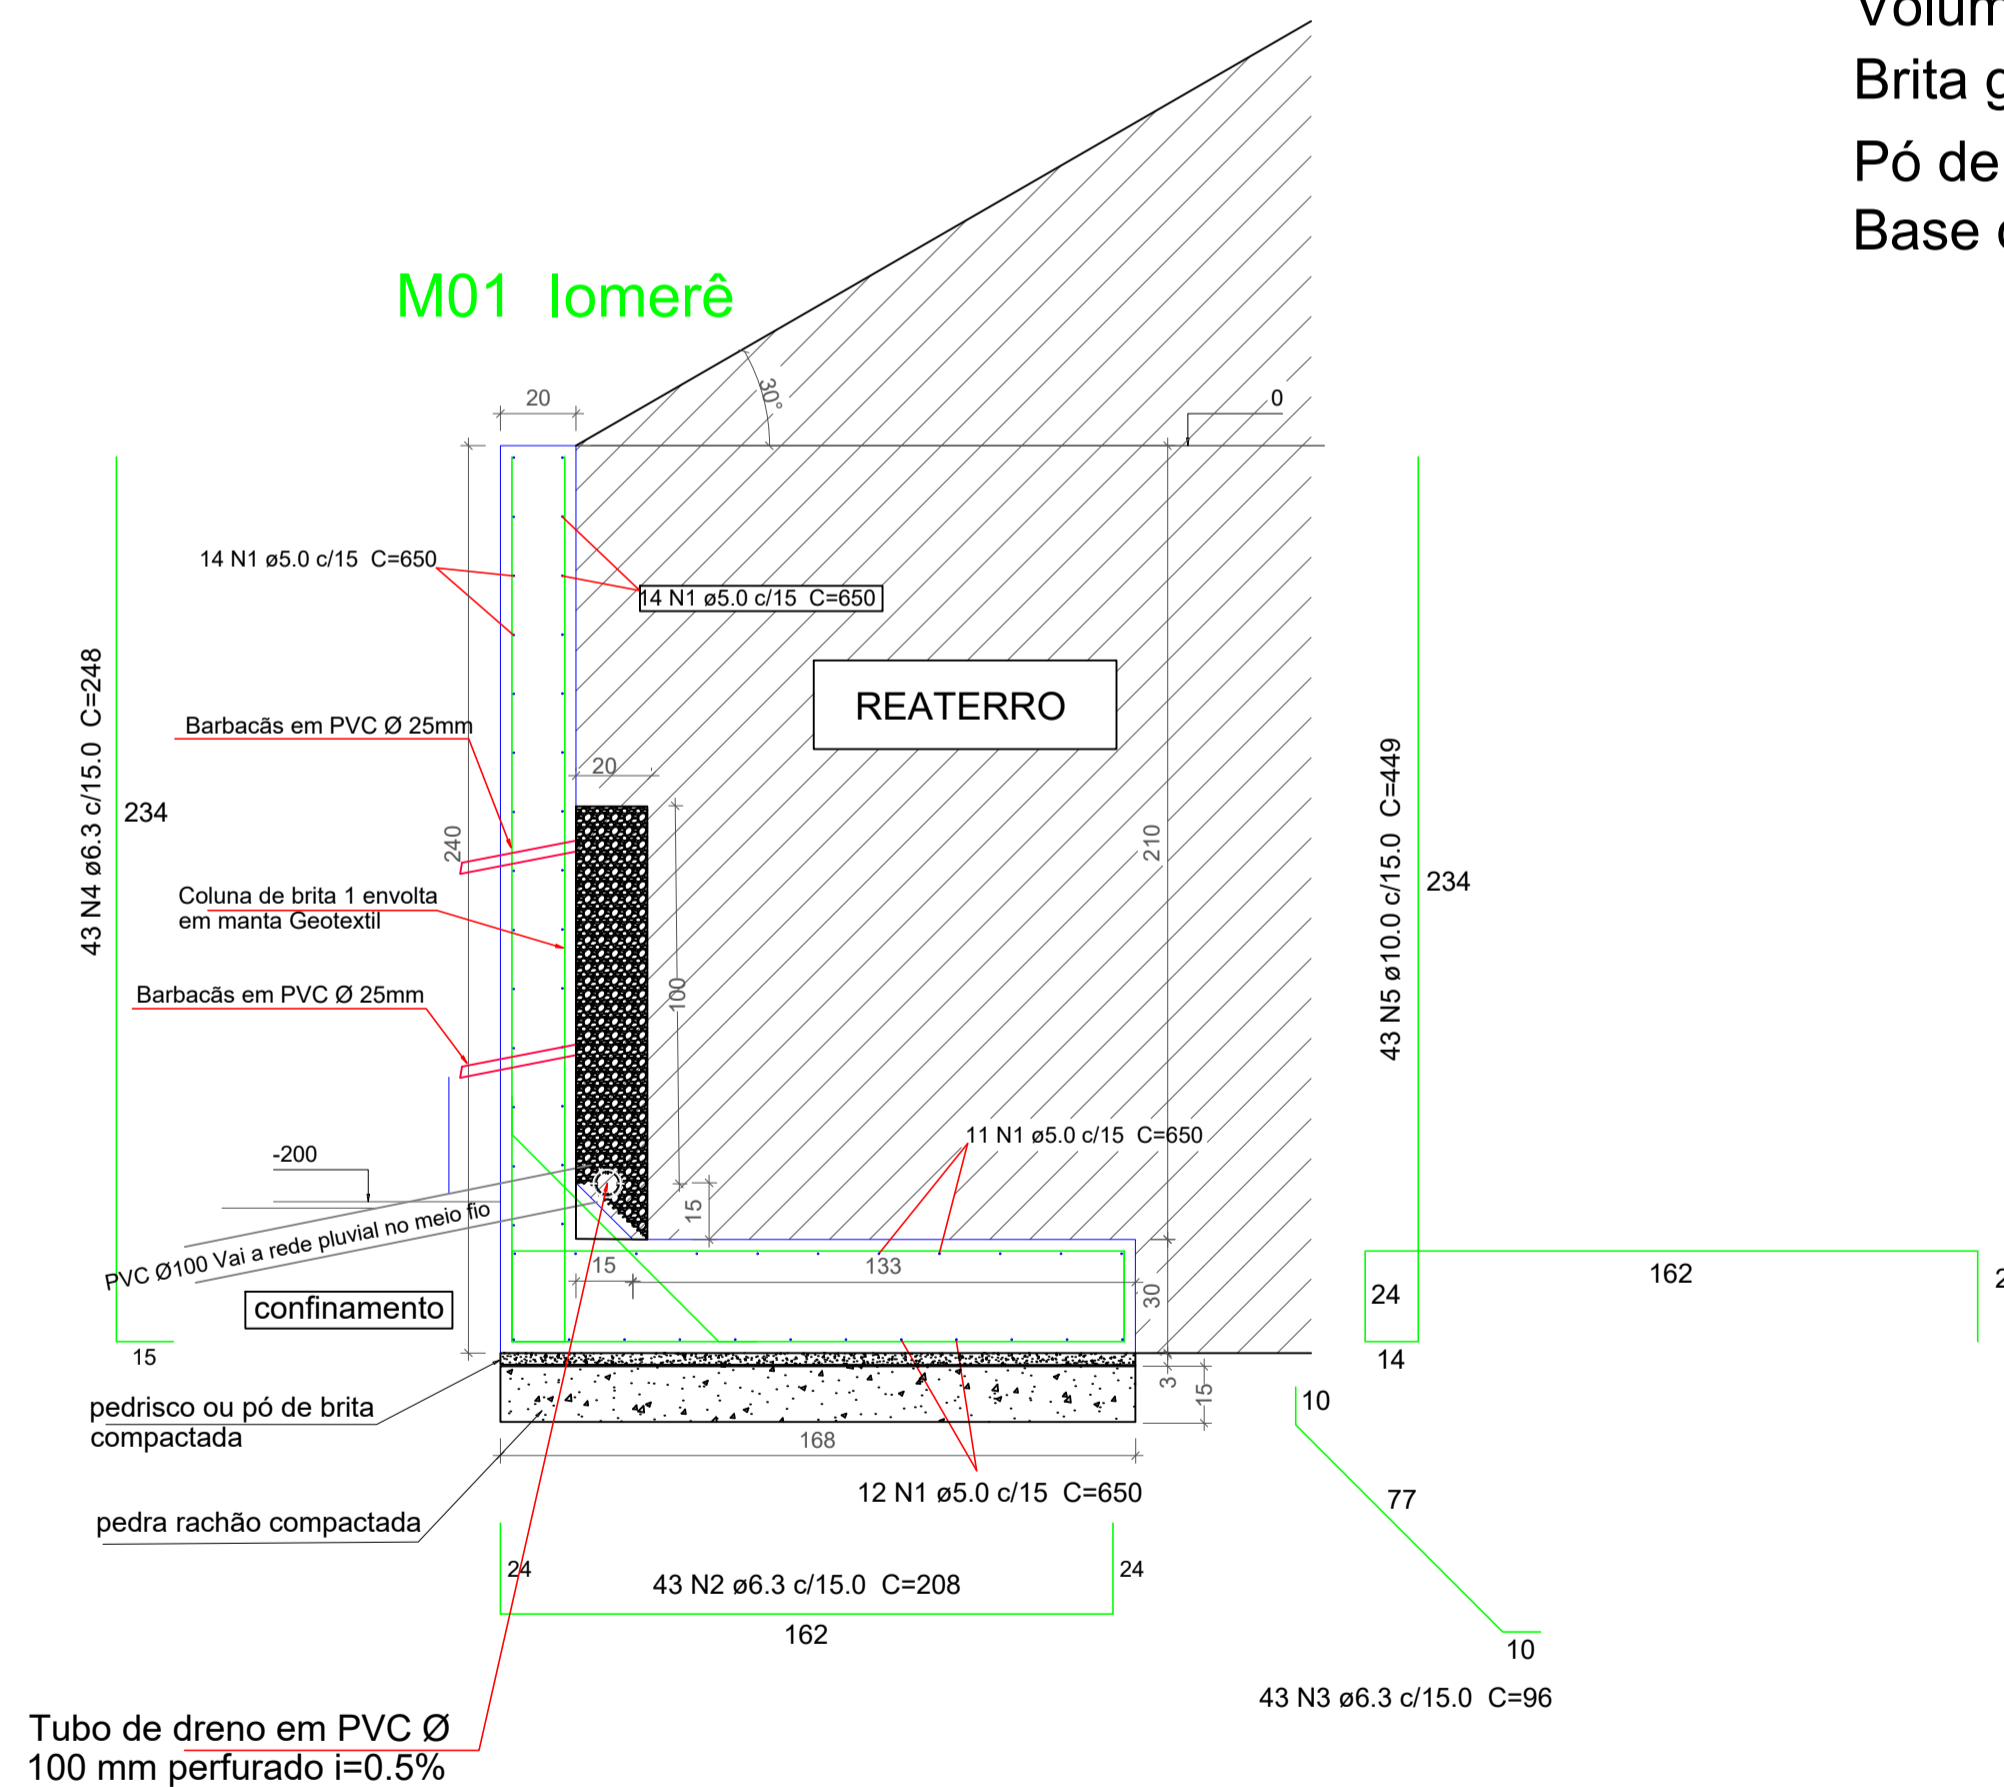 Brita g
Pó de
Base d
M01 Iomerê
20
30°
0
14 N1 ø5.0 c/15 C=650
14 N1 ø5.0 c/15 C=650
REATERRO
43 N4 ø6.3 c/15.0 C=248
234
Barbacãs em PVC Ø 25mm
20
240
210
43 N5 ø10.0 c/15.0 C=449
234
Coluna de brita 1 envolta
em manta Geotextil
100
Barbacãs em PVC Ø 25mm
11 N1 ø5.0 c/15 C=650
-200
15
PVC Ø100 Vai a rede pluvial no meio fio
15
133
30
confinamento
162
24
2
15
14
3
15
10
pedrisco ou pó de brita
compactada
168
12 N1 ø5.0 c/15 C=650
77
pedra rachão compactada
24
43 N2 ø6.3 c/15.0 C=208
24
162
10
43 N3 ø6.3 c/15.0 C=96
Tubo de dreno em PVC Ø
100 mm perfurado i=0.5%